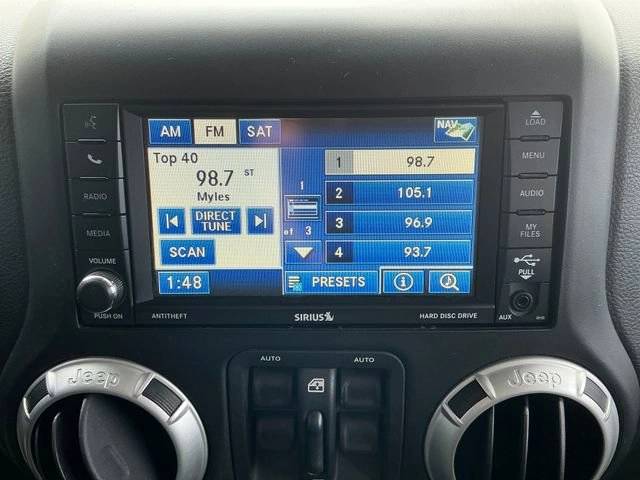 AM FM SAT NAV
Top 40
98.7 ST
Myles
DIRECT
TUNE
SCAN
1:48
1
of 3
1 98.7
2 105.1
3 96.9
4 93.7
PRESETS
RADIO
MEDIA
VOLUME
PUSH ON
LOAD
MENU
AUDIO
MY
FILES
PULL
AUX
ANTITHEFT SIRIUS HARD DISC DRIVE
AUTO AUTO
Jeep Jeep